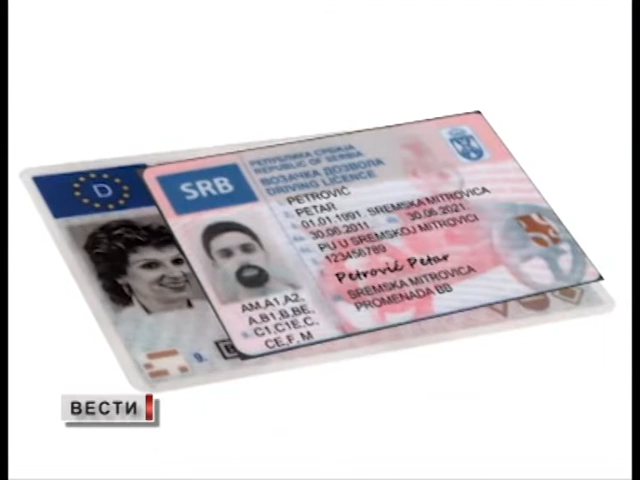 D
SRB
РЕПУБЛИКА СРБИЈА
REPUBLIC OF SERBIA
ВОЗАЧКА ДОЗВОЛА
DRIVING LICENCE
PETROVIĆ
PETAR
01.01.1991, SREMSKA MITROVICA
30.06.2011 30.06.2021
PU U SREMSKOJ MITROVICI
123456789
Petrović Petar
SREMSKA MITROVICA
PROMENADA BB
AM,A1,A2,
A,B1,B,BE,
C1,C1E,C,
CE,F,M
9.
ВЕСТИ